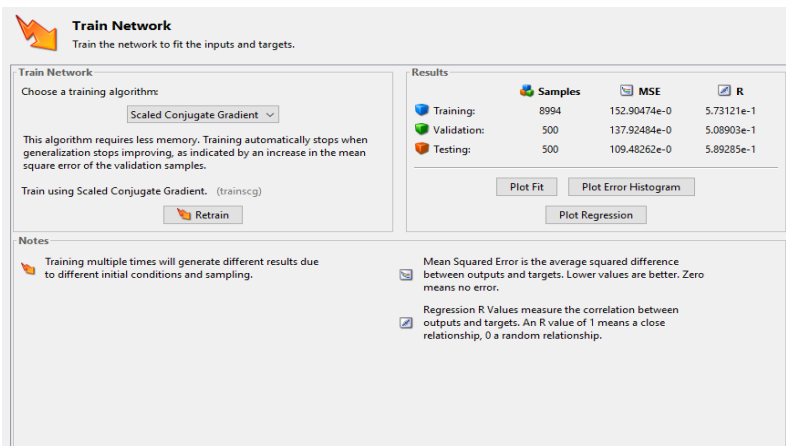 Train Network
Train the network to fit the inputs and targets.
Train Network
Choose a training algorithm:
Scaled Conjugate Gradient
This algorithm requires less memory. Training automatically stops when
generalization stops improving, as indicated by an increase in the mean
square error of the validation samples.
Train using Scaled Conjugate Gradient. (trainscg)
Retrain
Results
Samples MSE R
Training: 8994 152.90474e-0 5.73121e-1
Validation: 500 137.92484e-0 5.08903e-1
Testing: 500 109.48262e-0 5.89285e-1
Plot Fit Plot Error Histogram
Plot Regression
Notes
Training multiple times will generate different results due
to different initial conditions and sampling.
Mean Squared Error is the average squared difference
between outputs and targets. Lower values are better. Zero
means no error.
Regression R Values measure the correlation between
outputs and targets. An R value of 1 means a close
relationship, 0 a random relationship.